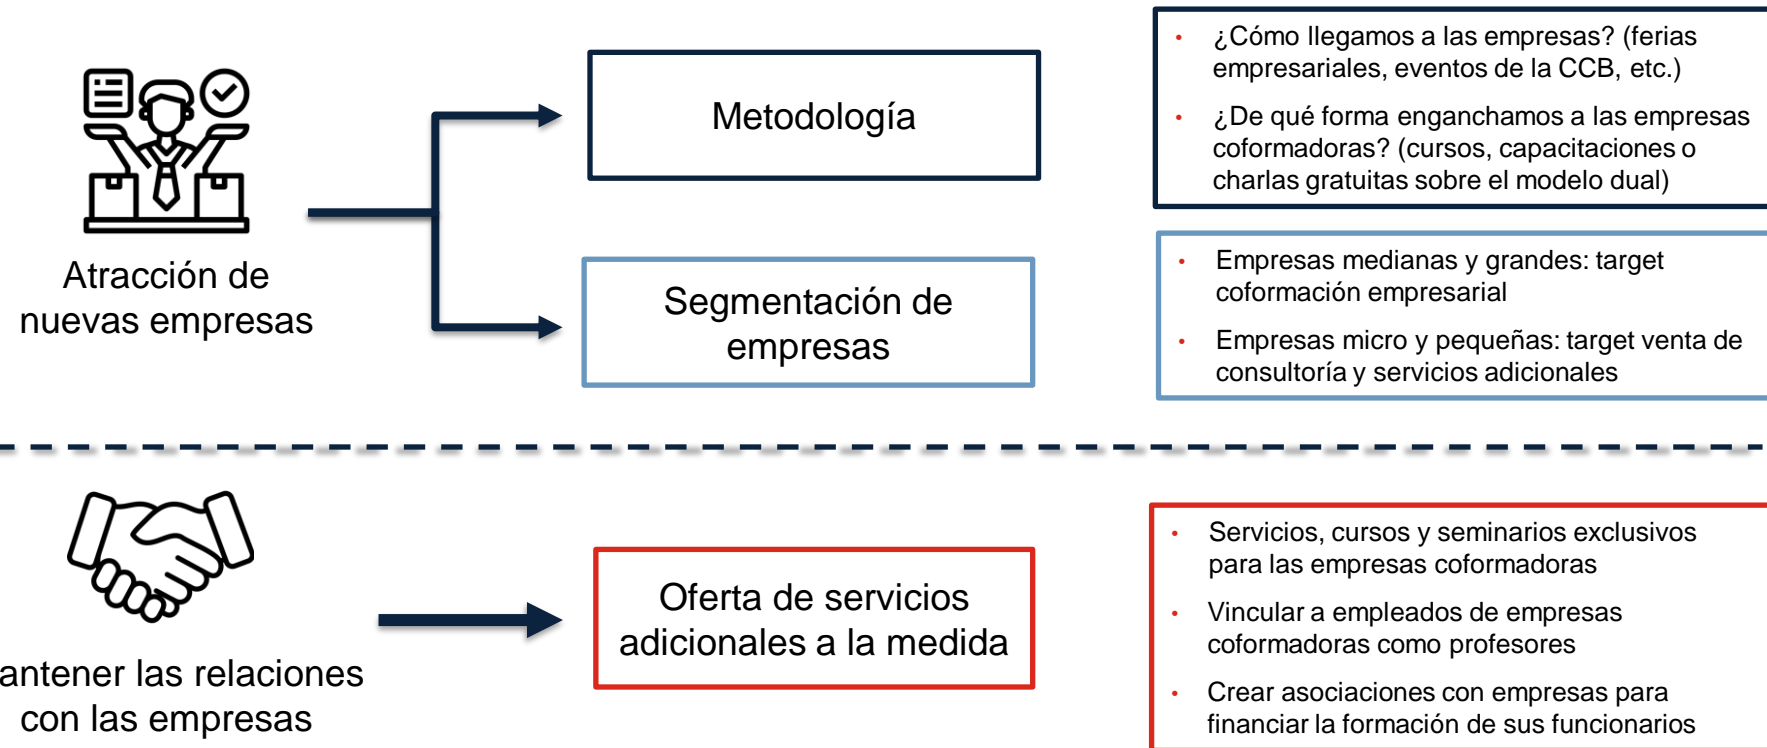 Atracción de
nuevas empresas
Metodología
• ¿Cómo llegamos a las empresas? (ferias
empresariales, eventos de la CCB, etc.)
• ¿De qué forma enganchamos a las empresas
coformadoras? (cursos, capacitaciones o
charlas gratuitas sobre el modelo dual)
Segmentación de
empresas
• Empresas medianas y grandes: target
coformación empresarial
• Empresas micro y pequeñas: target venta de
consultoría y servicios adicionales
antener las relaciones
con las empresas
Oferta de servicios
adicionales a la medida
• Servicios, cursos y seminarios exclusivos
para las empresas coformadoras
• Vincular a empleados de empresas
coformadoras como profesores
• Crear asociaciones con empresas para
financiar la formación de sus funcionarios